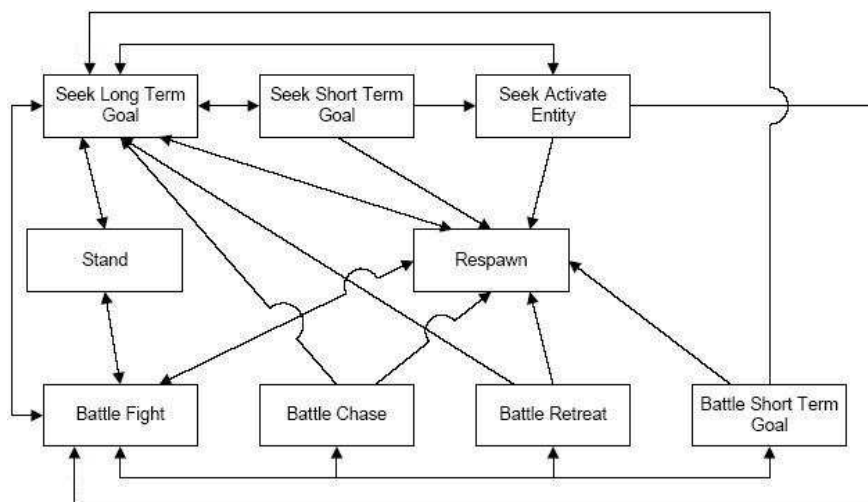 Seek Long Term
Goal
Seek Short Term
Goal
Seek Activate
Entity
Stand
Respawn
Battle Fight
Battle Chase
Battle Retreat
Battle Short Term
Goal